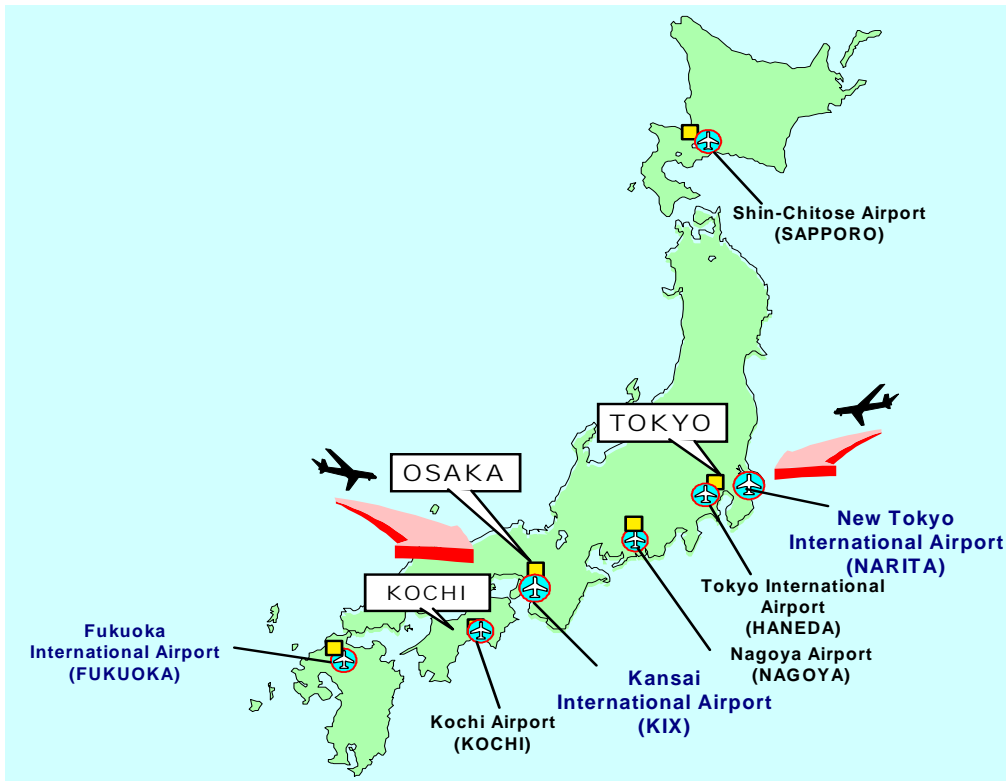 Shin-Chitose Airport
(SAPPORO)
TOKYO
OSAKA
New Tokyo
International Airport
(NARITA)
KOCHI
Tokyo International
Airport
(HANEDA)
Fukuoka
International Airport
(FUKUOKA)
Nagoya Airport
(NAGOYA)
Kansai
International Airport
(KIX)
Kochi Airport
(KOCHI)